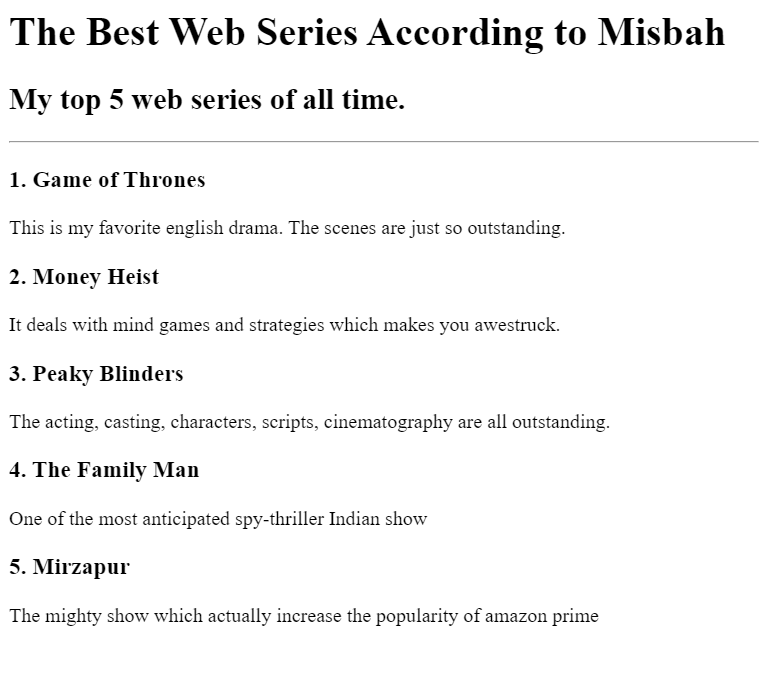 The Best Web Series According to Misbah
My top 5 web series of all time.
1. Game of Thrones
This is my favorite english drama. The scenes are just so outstanding.
2. Money Heist
It deals with mind games and strategies which makes you awestruck.
3. Peaky Blinders
The acting, casting, characters, scripts, cinematography are all outstanding.
4. The Family Man
One of the most anticipated spy-thriller Indian show
5. Mirzapur
The mighty show which actually increase the popularity of amazon prime